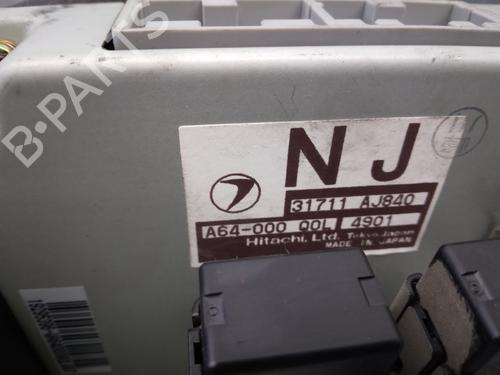 B-PARTS
NJ
31711 AJ840
A64-000 Q0L 4901
Hitachi, Ltd. Tokyo Japan
MADE IN JAPAN